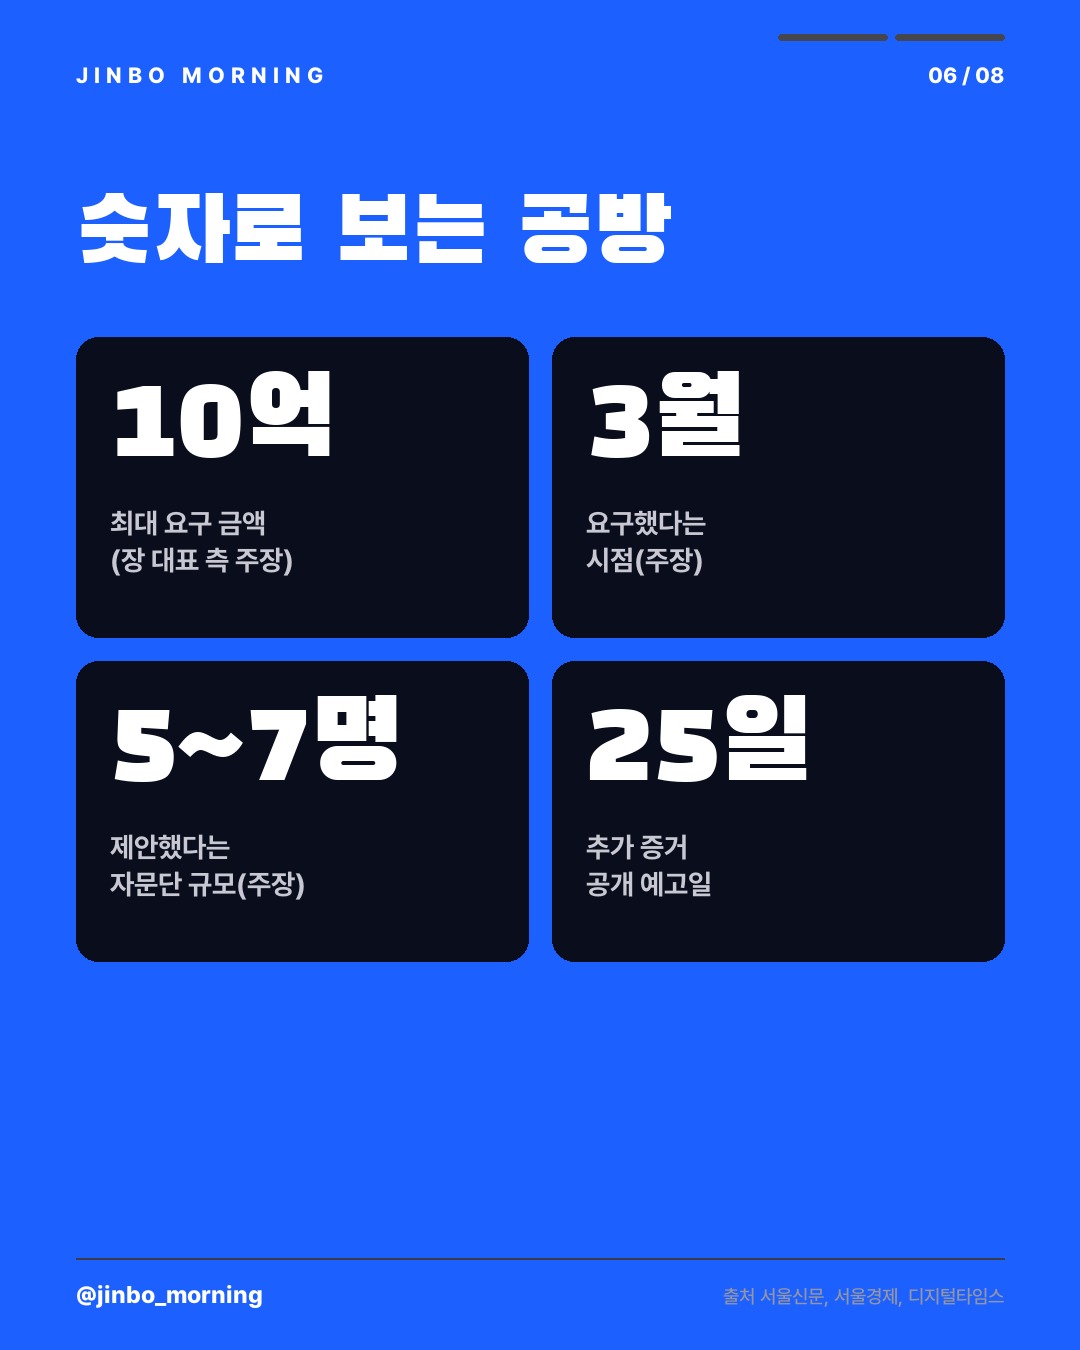 JINBO MORNING
06 / 08
숫자로 보는 공방
10억
최대 요구 금액
(장 대표 측 주장)
3월
요구했다는
시점(주장)
5~7명
제안했다는
자문단 규모(주장)
25일
추가 증거
공개 예고일
@jinbo_morning
출처 서울신문, 서울경제, 디지털타임스